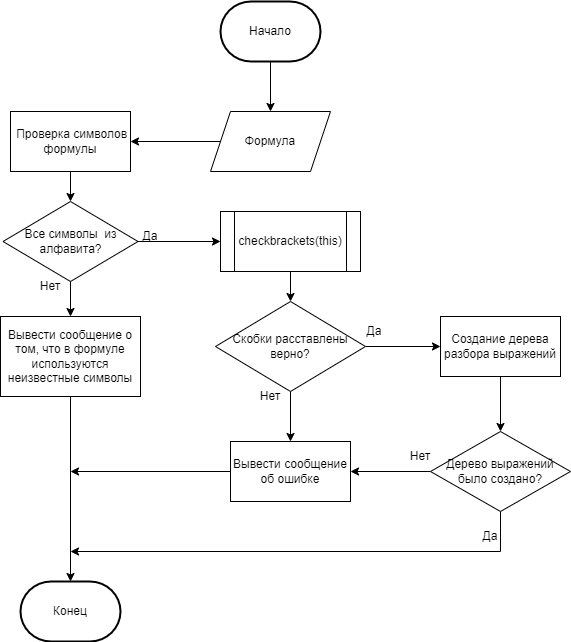 Начало
Формула
Проверка символов
формулы
Все символы из
алфавита?
Да
checkbrackets(this)
Нет
Вывести сообщение о
том, что в формуле
используются
неизвестные символы
Скобки расставлены
верно?
Да
Создание дерева
разбора выражений
Нет
Вывести сообщение
об ошибке
Нет
Дерево выражений
было создано?
Да
Конец